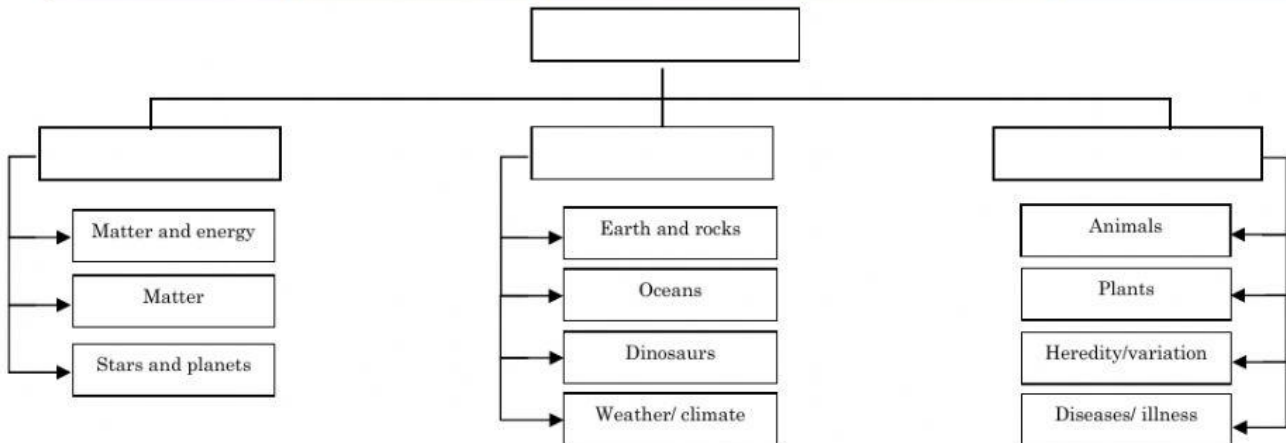 Matter and energy
Matter
Stars and planets
Earth and rocks
Oceans
Dinosaurs
Weather/ climate
Animals
Plants
Heredity/variation
Diseases/ illness